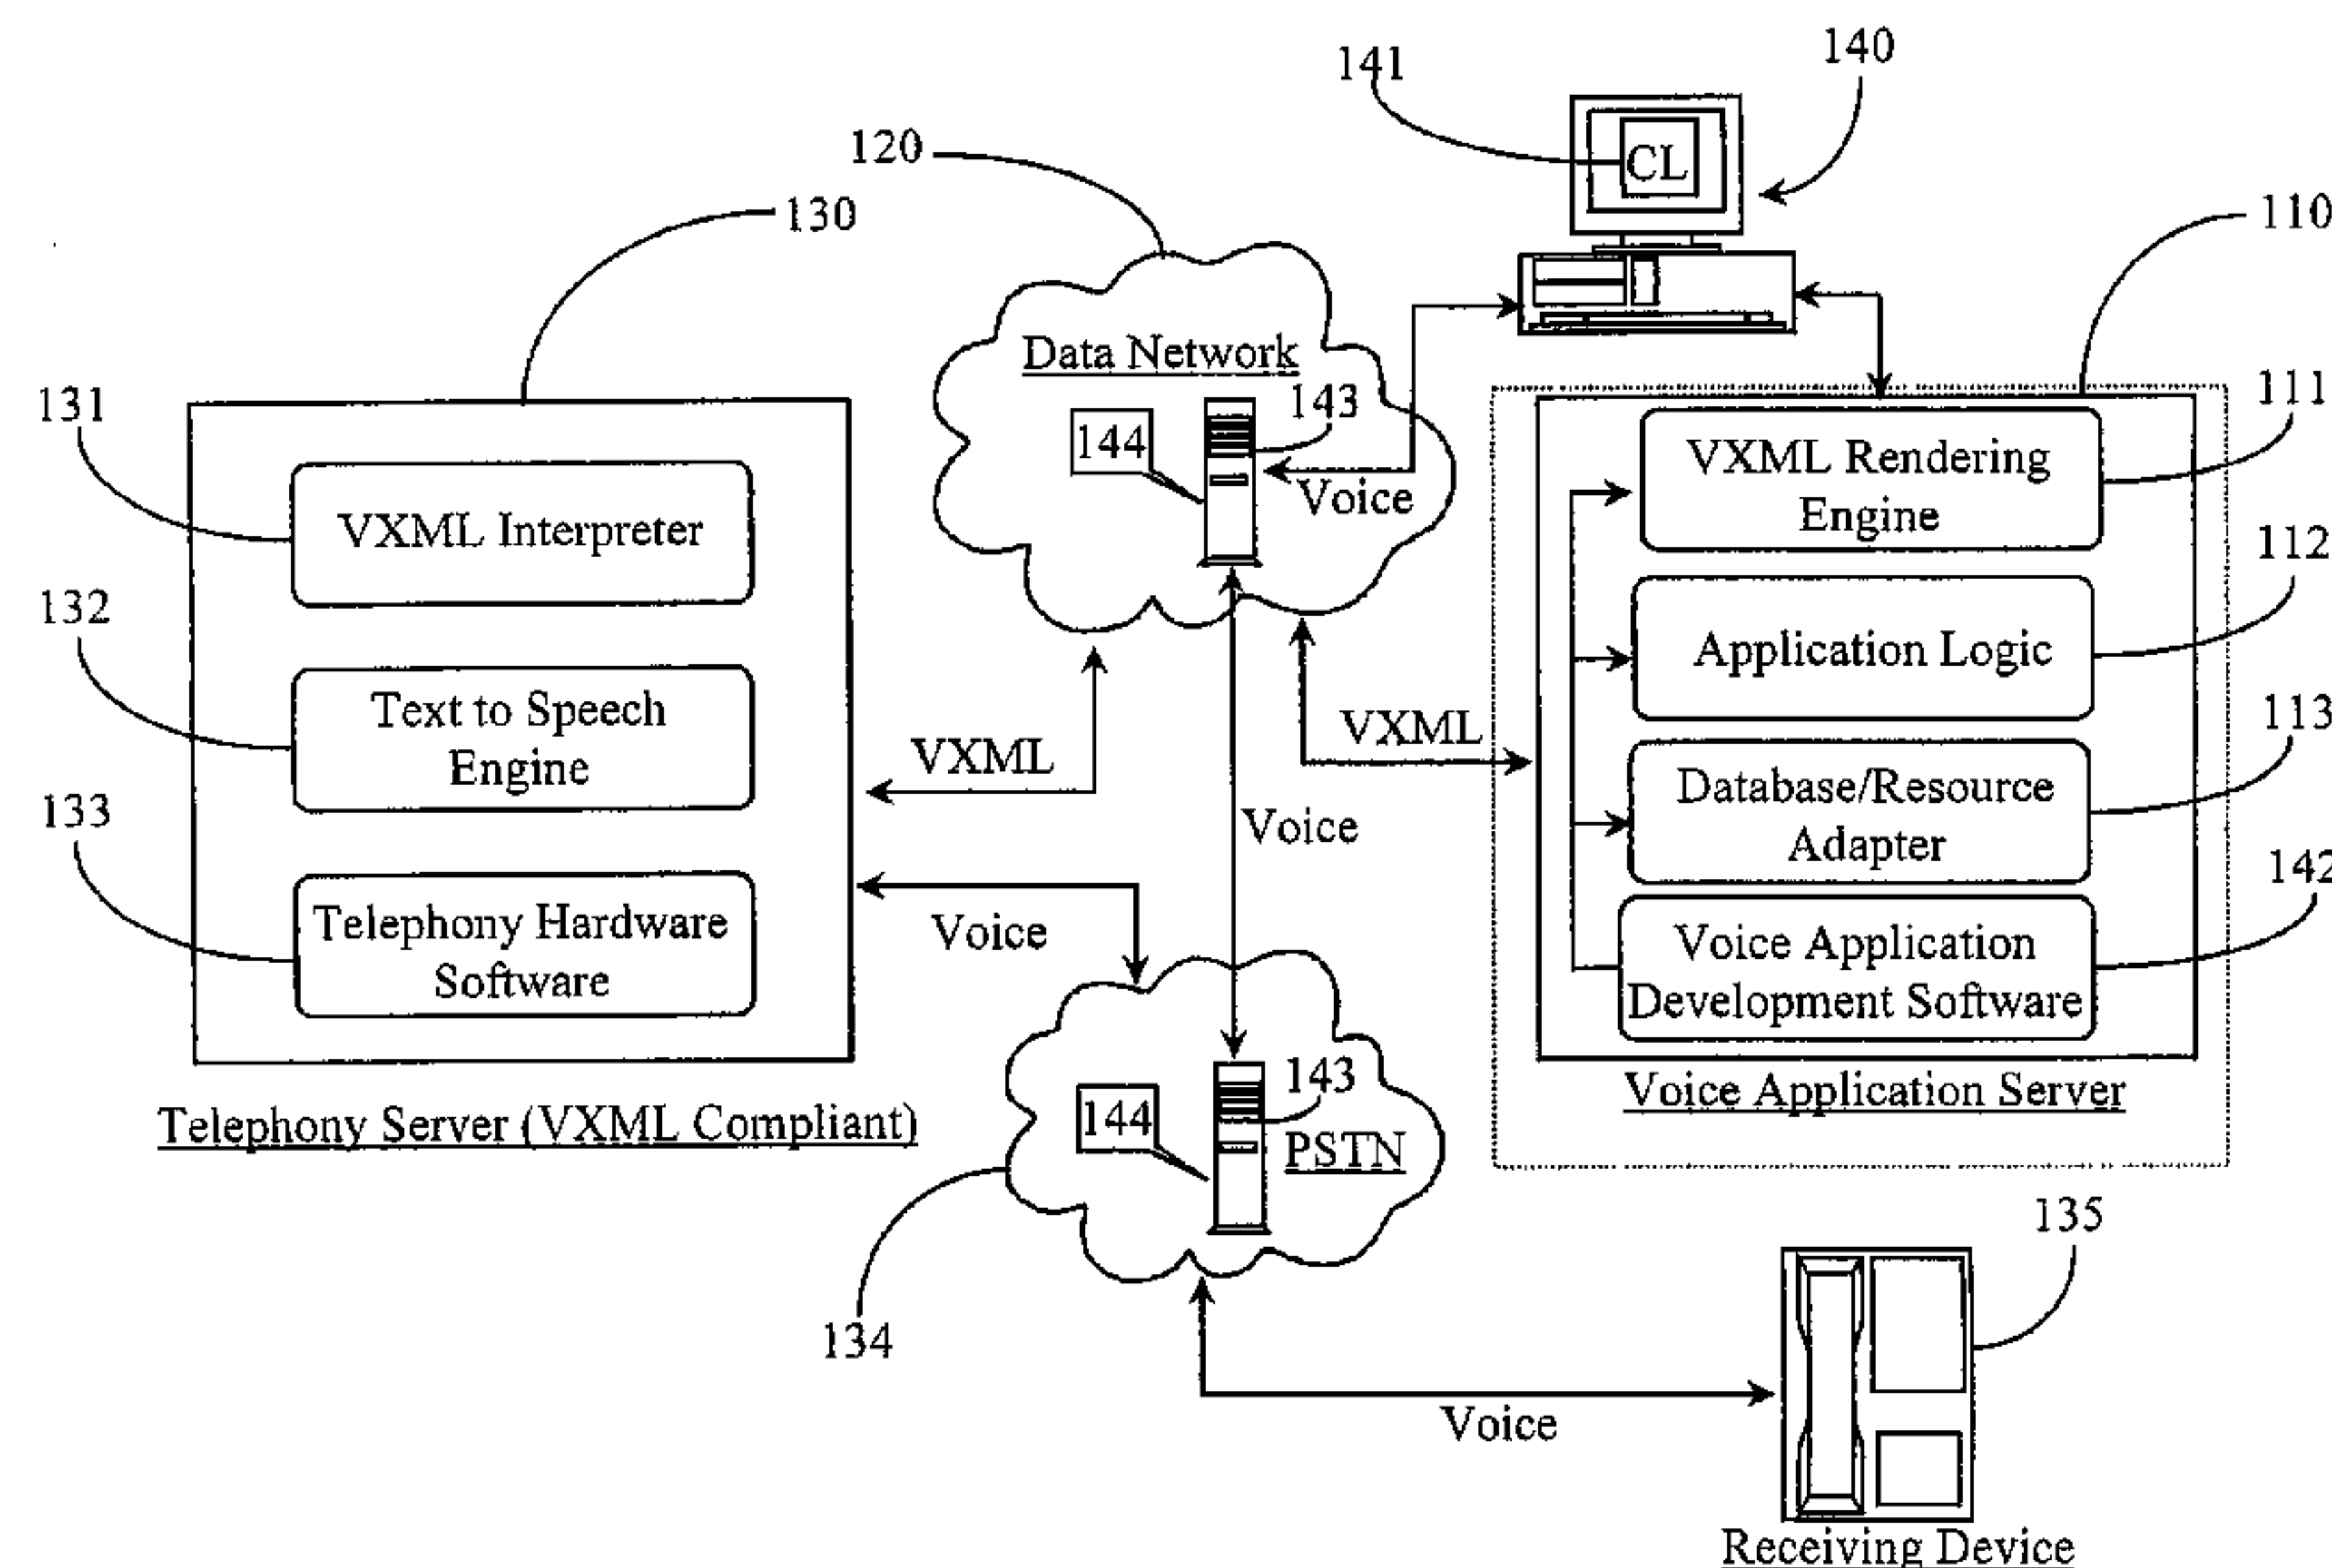 140
141
CL
120
130
110
Data Network
143
144
Voice
131
VXML Interpreter
132
Text to Speech
Engine
133
Telephony Hardware
Software
Telephony Server (VXML Compliant)
VXML
Voice
Voice
VXML
111
VXML Rendering
Engine
112
Application Logic
113
Database/Resource
Adapter
142
Voice Application
Development Software
Voice Application Server
143
144
PSTN
134
135
Voice
Receiving Device